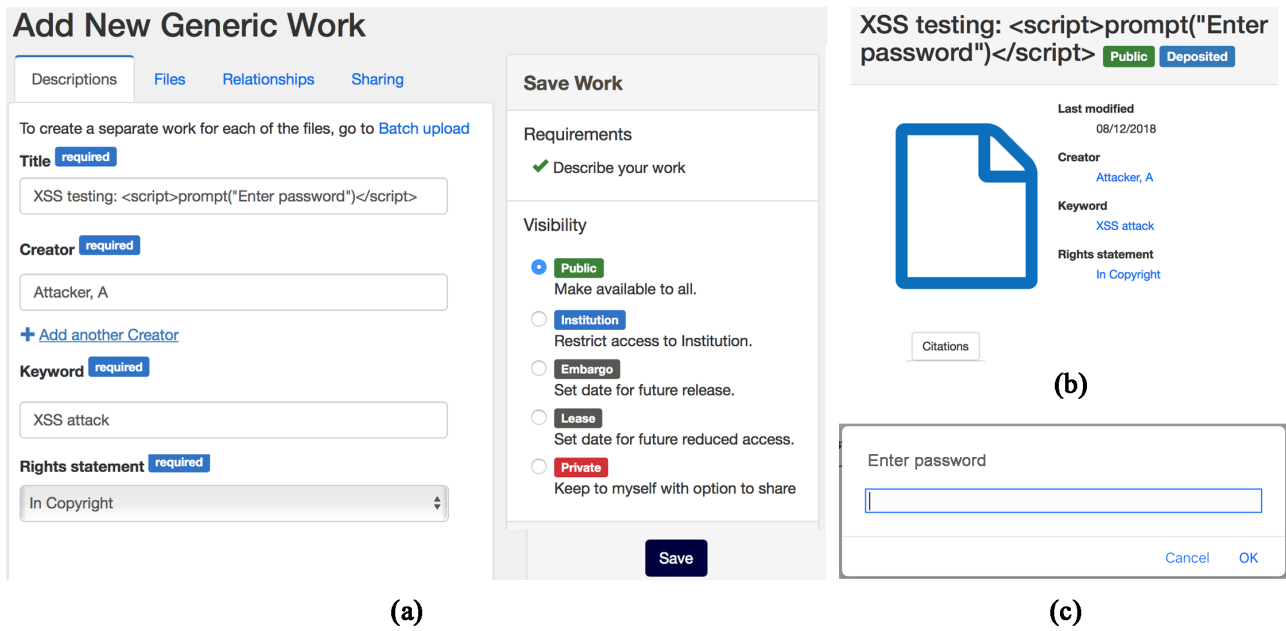 Add New Generic Work
Descriptions Files Relationships Sharing
To create a separate work for each of the files, go to Batch upload
Title required
XSS testing: <script>prompt("Enter password")</script>
Creator required
Attacker, A
+ Add another Creator
Keyword required
XSS attack
Rights statement required
In Copyright
Save Work
Requirements
Describe your work
Visibility
Public
Make available to all.
Institution
Restrict access to Institution.
Embargo
Set date for future release.
Lease
Set date for future reduced access.
Private
Keep to myself with option to share
Save
(a)
XSS testing: <script>prompt("Enter
password")</script> Public Deposited
Last modified
08/12/2018
Creator
Attacker, A
Keyword
XSS attack
Rights statement
In Copyright
Citations
(b)
Enter password
Cancel OK
(c)